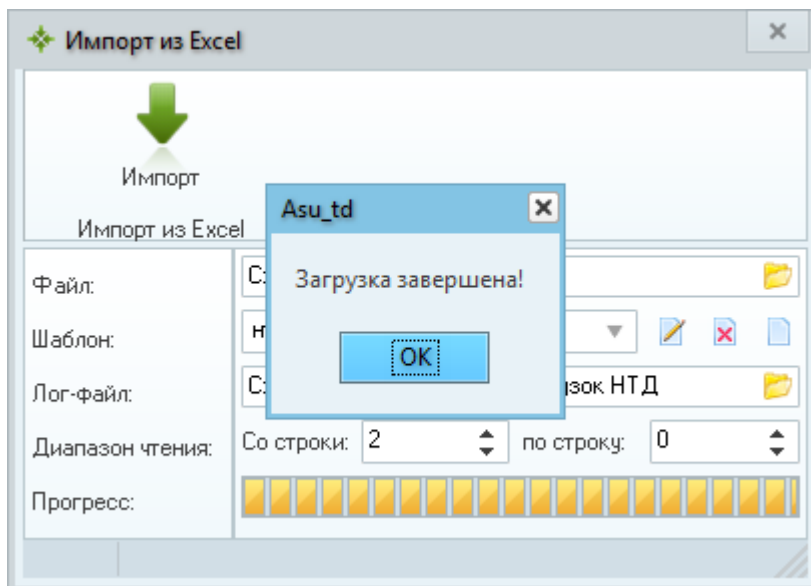 Импорт из Excel
Импорт
Импорт из Excel
Asu_td
Загрузка завершена!
OK
Файл:
Шаблон:
Лог-файл:
НТД
Диапазон чтения:
Со строки: 2
по строку: 0
Прогресс: